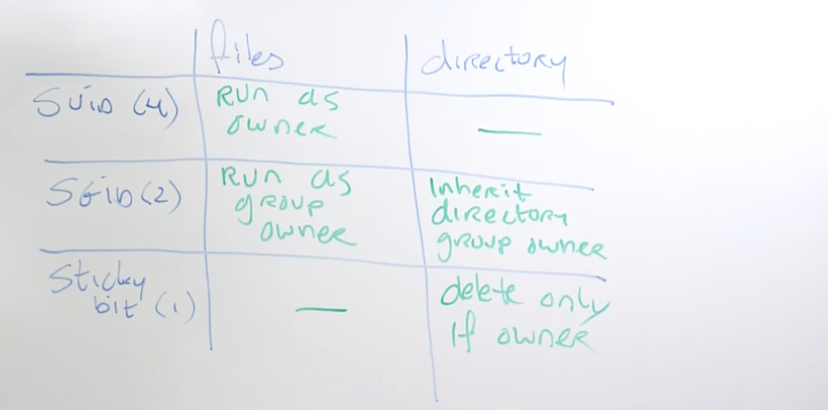 files directory
SUID (4) RUN as owner —
SGID (2) RUN as group owner Inherit directory group owner
Sticky bit (1) — delete only If owner